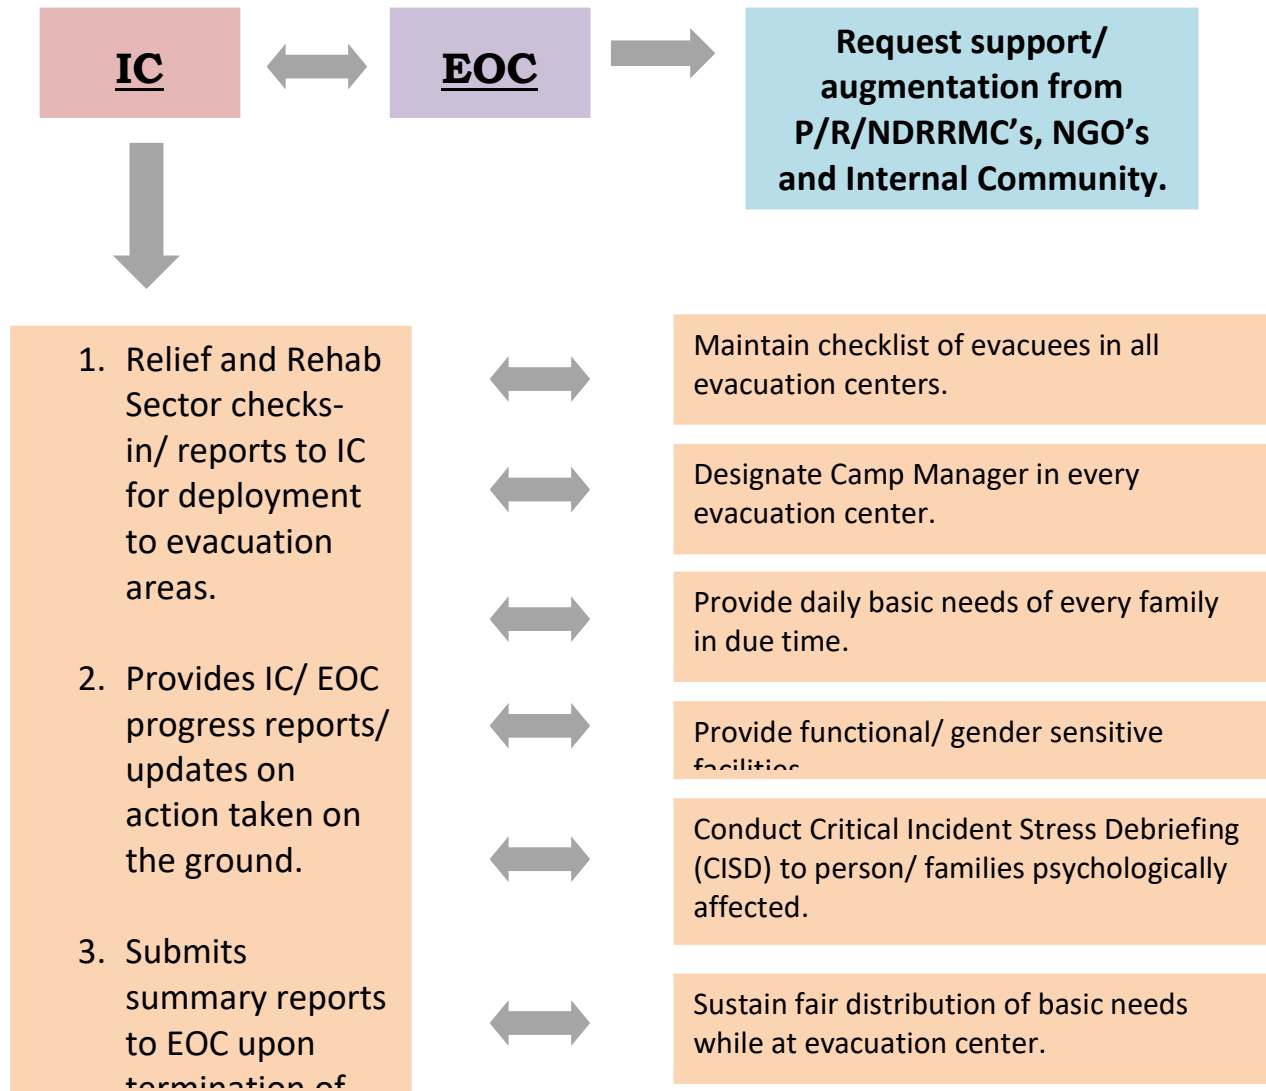 IC
EOC
Request support/
augmentation from
P/R/NDRRMC’s, NGO’s
and Internal Community.
1. Relief and Rehab
Sector checks-
in/ reports to IC
for deployment
to evacuation
areas.
2. Provides IC/ EOC
progress reports/
updates on
action taken on
the ground.
3. Submits
summary reports
to EOC upon
termination of
Maintain checklist of evacuees in all
evacuation centers.
Designate Camp Manager in every
evacuation center.
Provide daily basic needs of every family
in due time.
Provide functional/ gender sensitive
facilities
Conduct Critical Incident Stress Debriefing
(CISD) to person/ families psychologically
affected.
Sustain fair distribution of basic needs
while at evacuation center.